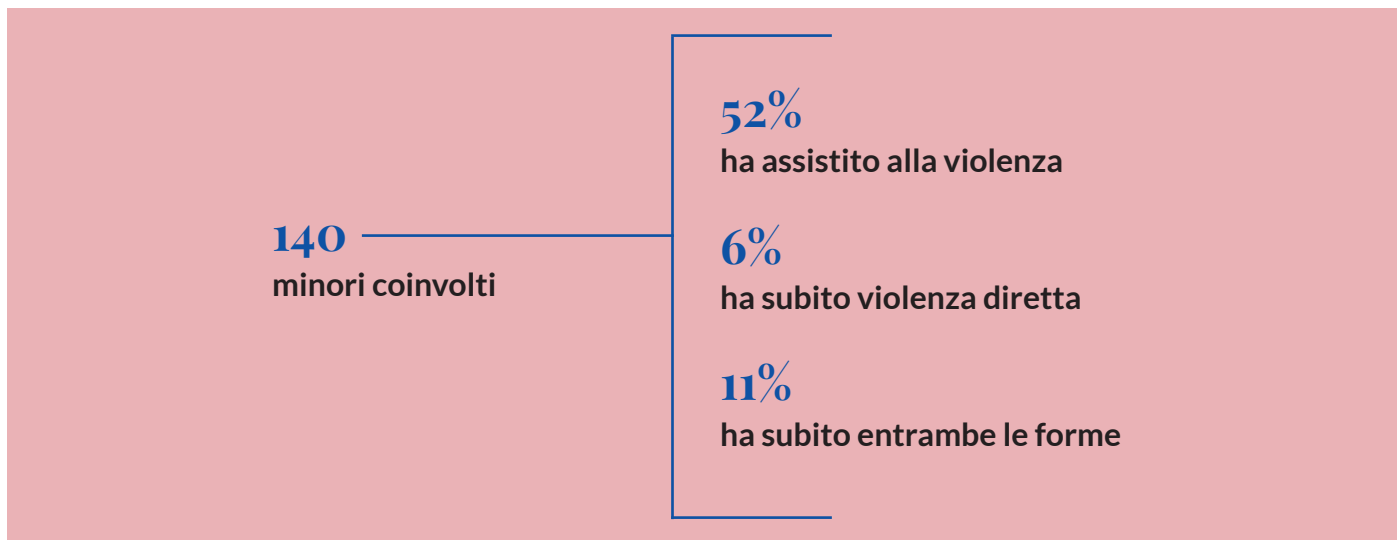 140
minori coinvolti
52%
ha assistito alla violenza
6%
ha subito violenza diretta
11%
ha subito entrambe le forme